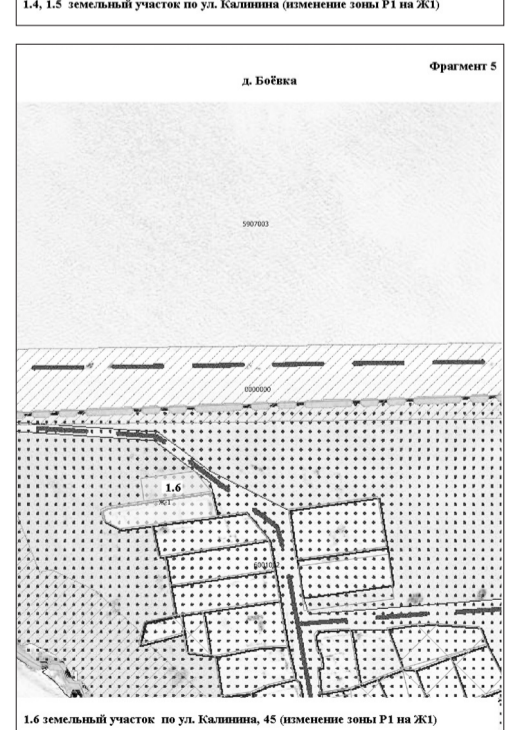 1.4, 1.5 земельный участок по ул. Калинина (изменение зоны Р1 на Ж1)
Фрагмент 5
д. Боёвка
5907003
0000000
1.6
1.6 земельный участок по ул. Калинина, 45 (изменение зоны Р1 на Ж1)